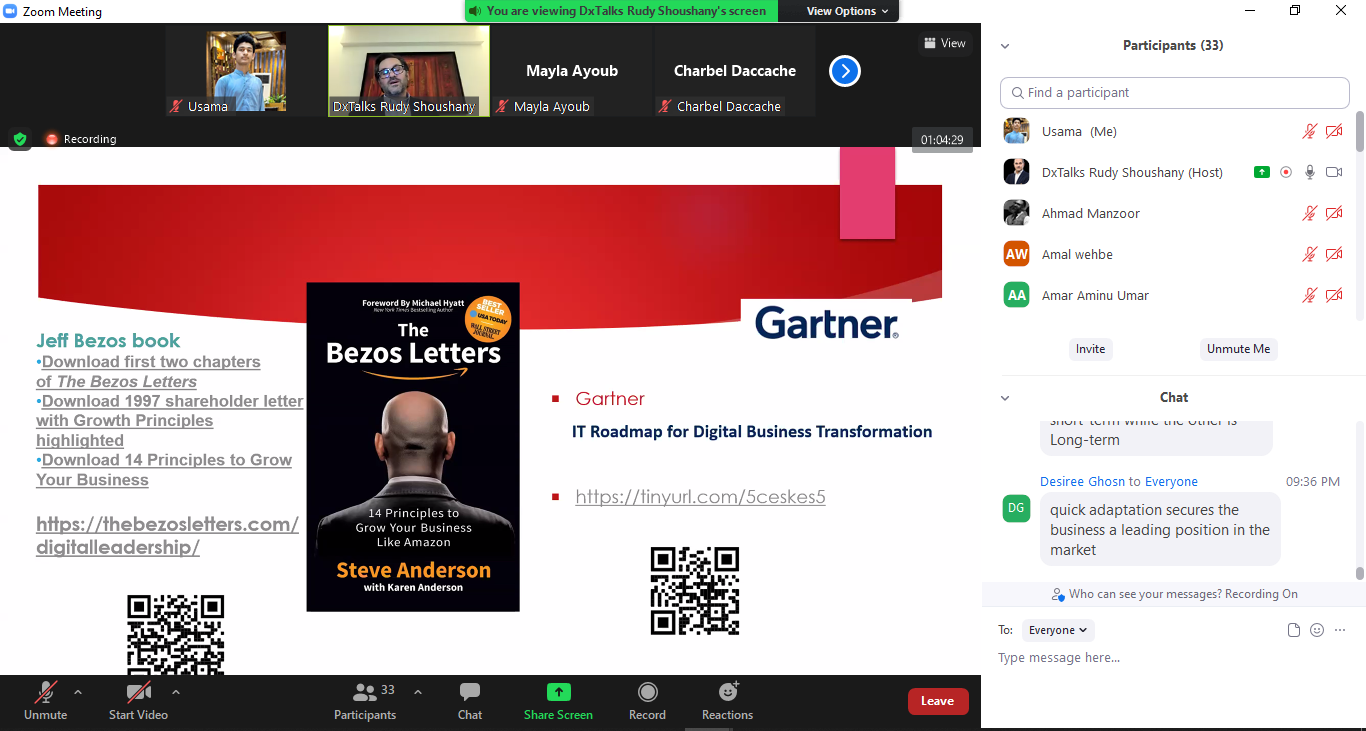 Zoom Meeting
You are viewing DxTalks Rudy Shoushany's screen
View Options
Usama
DxTalks Rudy Shoushany
Mayla Ayoub
Mayla Ayoub
Charbel Daccache
Charbel Daccache
View
Recording
01:04:29
Jeff Bezos book
•Download first two chapters
of The Bezos Letters
•Download 1997 shareholder letter
with Growth Principles
highlighted
•Download 14 Principles to Grow
Your Business
https://thebezosletters.com/
digitalleadership/
Foreword By Michael Hyatt
New York Times Bestselling Author
BEST
SELLER
USA TODAY
WALL STREET
JOURNAL
The
Bezos Letters
14 Principles to
Grow Your Business
Like Amazon
Steve Anderson
with Karen Anderson
Gartner®
▪ Gartner
IT Roadmap for Digital Business Transformation
▪ https://tinyurl.com/5ceskes5
Unmute
Start Video
33
Participants
Chat
Share Screen
Record
Reactions
Leave
Participants (33)
Find a participant
Usama (Me)
DxTalks Rudy Shoushany (Host)
Ahmad Manzoor
AW Amal wehbe
AA Amar Aminu Umar
Invite
Unmute Me
Chat
short-term while the other is
Long-term
Desiree Ghosn to Everyone 09:36 PM
DG
quick adaptation secures the
business a leading position in the
market
Who can see your messages? Recording On
To: Everyone
Type message here...